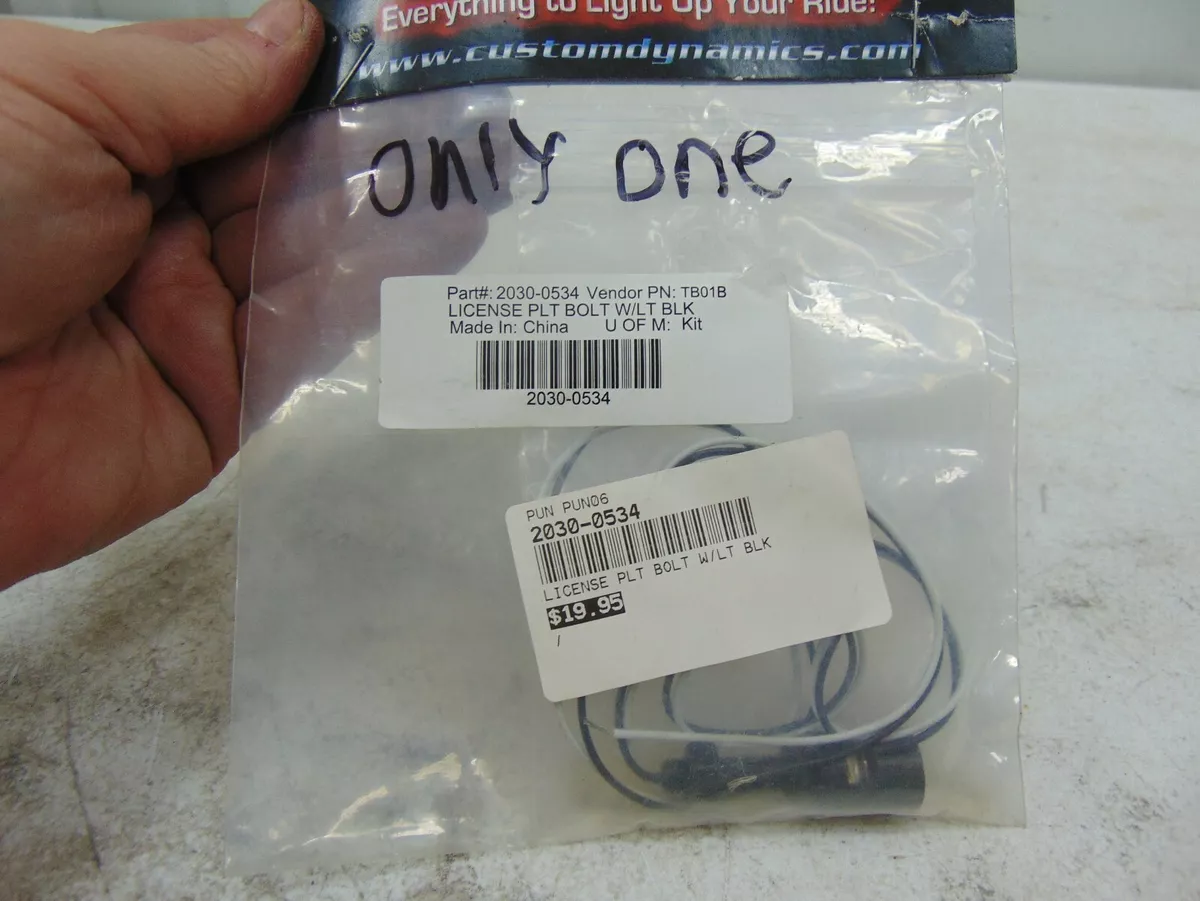 Everything to Light Up Your Ride!
www.customdynamics.com
only one
Part#: 2030-0534 Vendor PN: TB01B
LICENSE PLT BOLT W/LT BLK
Made In: China U OF M: Kit
2030-0534
PUN PUN06
2030-0534
LICENSE PLT BOLT W/LT BLK
$19.95
/